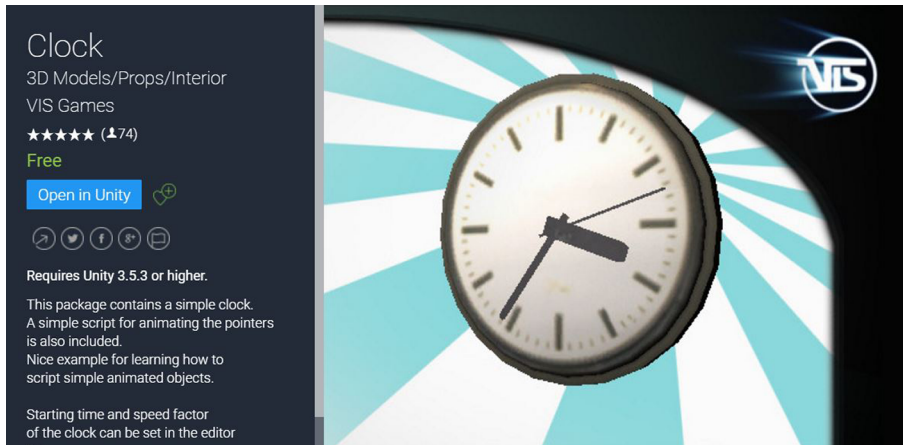 Clock
3D Models/Props/Interior
VIS Games
★★★★★ (74)
Free
Open in Unity
Requires Unity 3.5.3 or higher.
This package contains a simple clock.
A simple script for animating the pointers
is also included.
Nice example for learning how to
script simple animated objects.
Starting time and speed factor
of the clock can be set in the editor
VIS